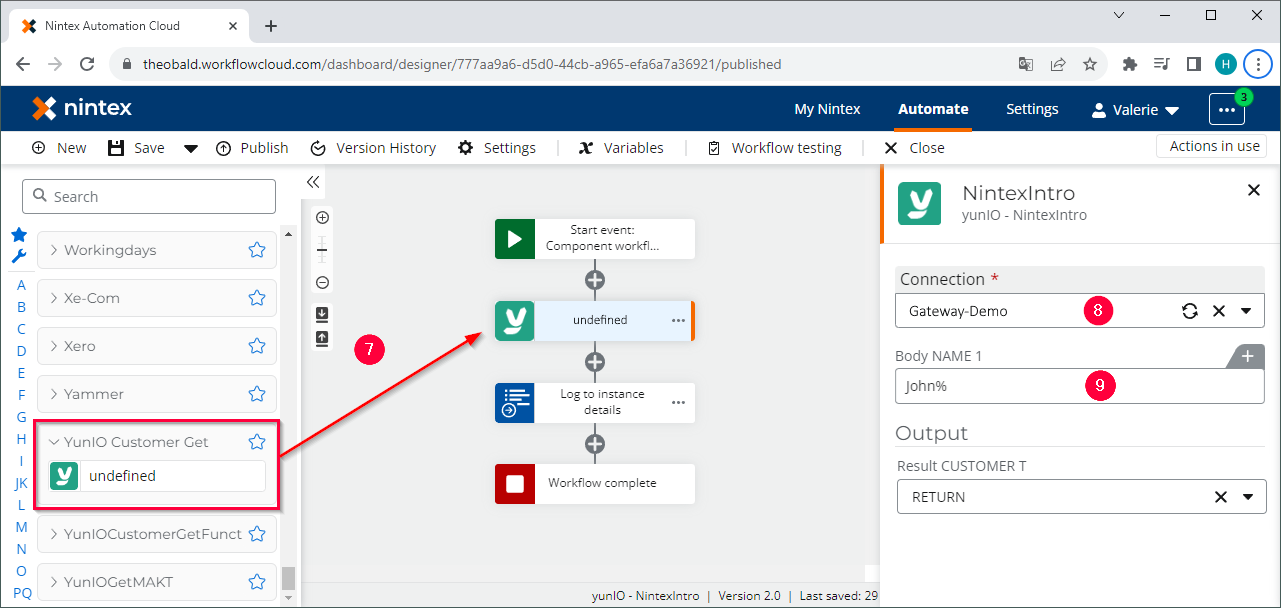 Nintex Automation Cloud
theobald.workflowcloud.com/dashboard/designer/777aa9a6-d5d0-44cb-a965-efa6a7a36921/published
H
nintex
My Nintex
Automate
Settings
Valerie
3
New
Save
Publish
Version History
Settings
Variables
Workflow testing
Close
Actions in use
Search
A
B
C
D
E
F
G
H
I
JK
L
M
N
O
PQ
Workingdays
Xe-Com
Xero
Yammer
YunIO Customer Get
undefined
YunIOCustomerGetFunct
YunIOGetMAKT
7
Start event:
Component workfl...
undefined
Log to instance
details
Workflow complete
yunIO - NintexIntro | Version 2.0 | Last saved: 29
NintexIntro
yunIO - NintexIntro
Connection *
Gateway-Demo
8
Body NAME 1
John%
9
Output
Result CUSTOMER T
RETURN